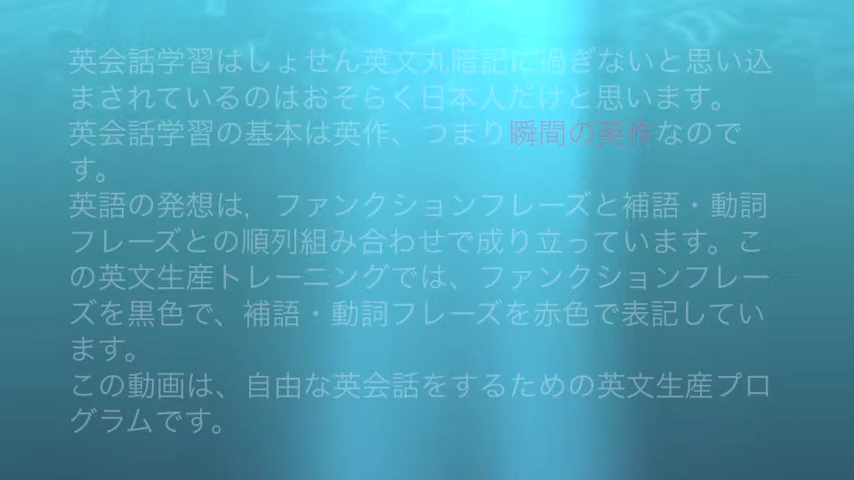 英会話学習はしょせん英文丸暗記に過ぎないと思い込
まされているのはおそらく日本人だけと思います。
英会話学習の基本は英作、つまり瞬間の英作なので
す。
英語の発想は，ファンクションフレーズと補語・動詞
フレーズとの順列組み合わせで成り立っています。こ
の英文生産トレーニングでは、ファンクションフレー
ズを黒色で、補語・動詞フレーズを赤色で表記してい
ます。
この動画は、自由な英会話をするための英文生産プロ
グラムです。